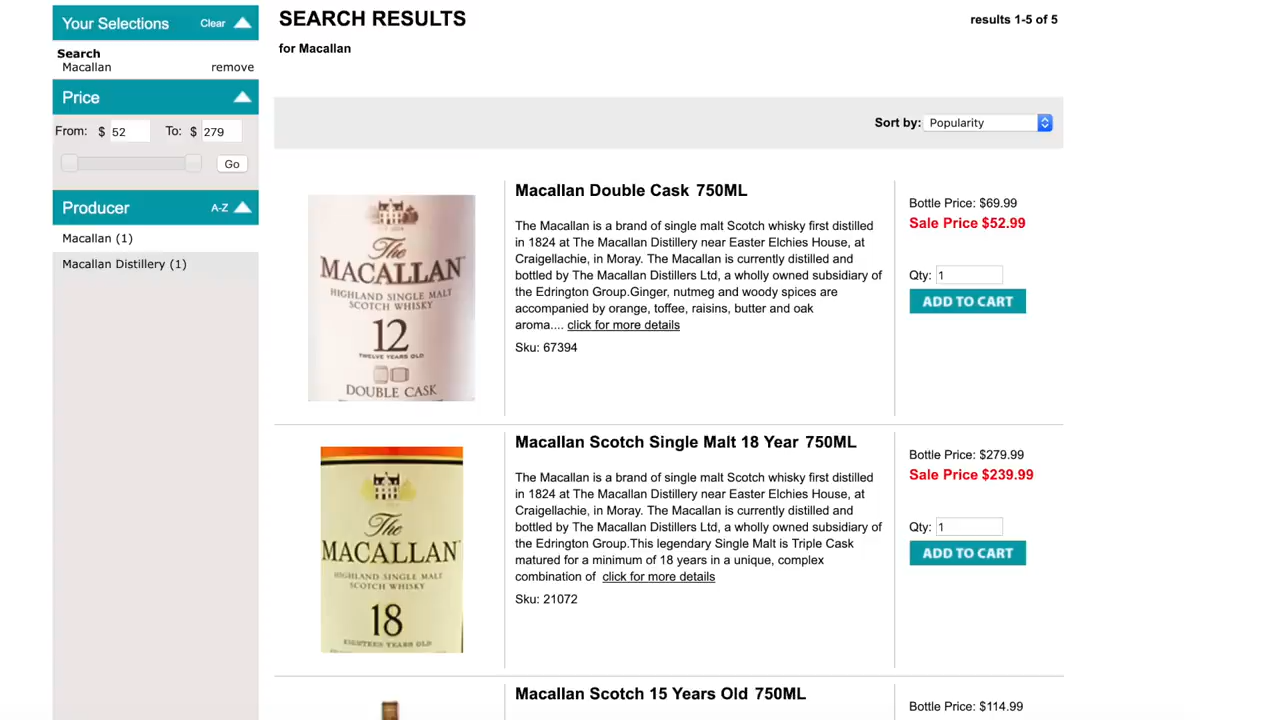 Your Selections Clear
Search
Macallan remove
Price
From: $ 52 To: $ 279
Go
Producer A-Z
Macallan (1)
Macallan Distillery (1)
SEARCH RESULTS
results 1-5 of 5
for Macallan
Sort by: Popularity
The
MACALLAN
HIGHLAND SINGLE MALT
SCOTCH WHISKY
12
TWELVE YEARS OLD
DOUBLE CASK
Macallan Double Cask 750ML
The Macallan is a brand of single malt Scotch whisky first distilled
in 1824 at The Macallan Distillery near Easter Elchies House, at
Craigellachie, in Moray. The Macallan is currently distilled and
bottled by The Macallan Distillers Ltd, a wholly owned subsidiary of
the Edrington Group.Ginger, nutmeg and woody spices are
accompanied by orange, toffee, raisins, butter and oak
aroma.... click for more details
Sku: 67394
Bottle Price: $69.99
Sale Price $52.99
Qty: 1
ADD TO CART
The
MACALLAN
HIGHLAND SINGLE MALT
SCOTCH WHISKY
18
EIGHTEEN YEARS OLD
Macallan Scotch Single Malt 18 Year 750ML
The Macallan is a brand of single malt Scotch whisky first distilled
in 1824 at The Macallan Distillery near Easter Elchies House, at
Craigellachie, in Moray. The Macallan is currently distilled and
bottled by The Macallan Distillers Ltd, a wholly owned subsidiary of
the Edrington Group.This legendary Single Malt is Triple Cask
matured for a minimum of 18 years in a unique, complex
combination of click for more details
Sku: 21072
Bottle Price: $279.99
Sale Price $239.99
Qty: 1
ADD TO CART
Macallan Scotch 15 Years Old 750ML
Bottle Price: $114.99